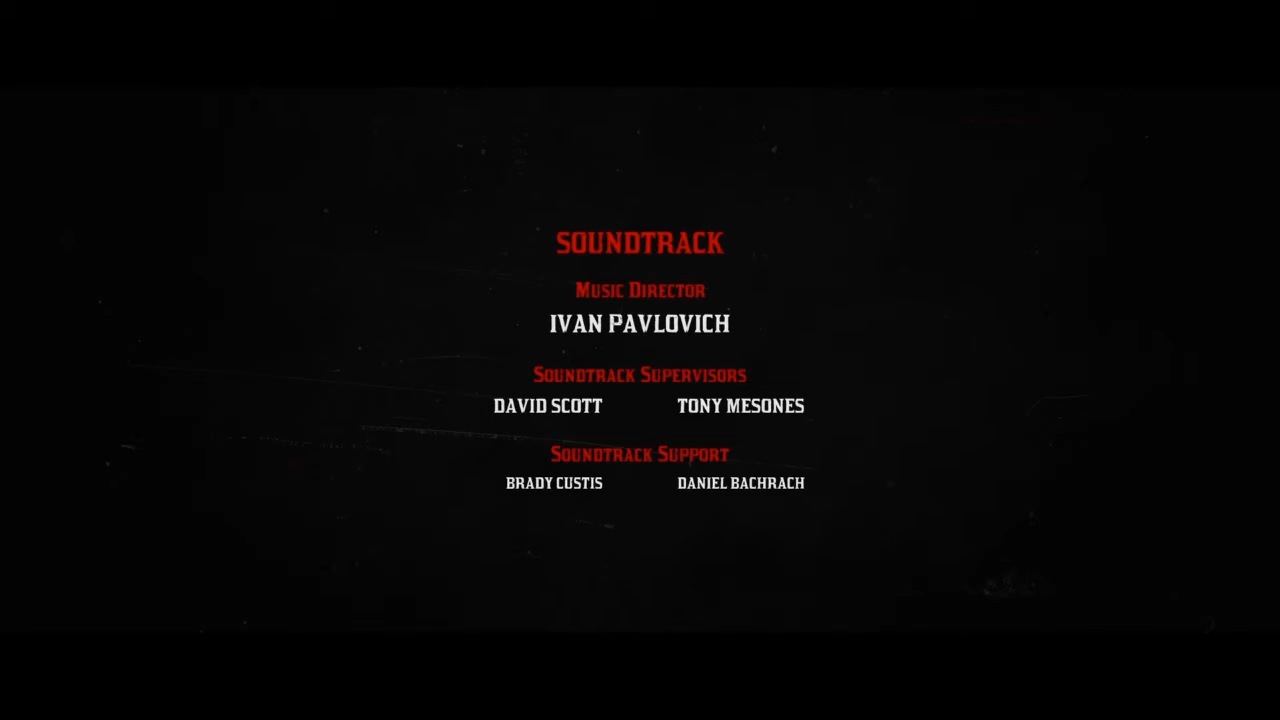 SOUNDTRACK
MUSIC DIRECTOR
IVAN PAVLOVICH
SOUNDTRACK SUPERVISORS
DAVID SCOTT TONY MESONES
SOUNDTRACK SUPPORT
BRADY CUSTIS DANIEL BACHRACH